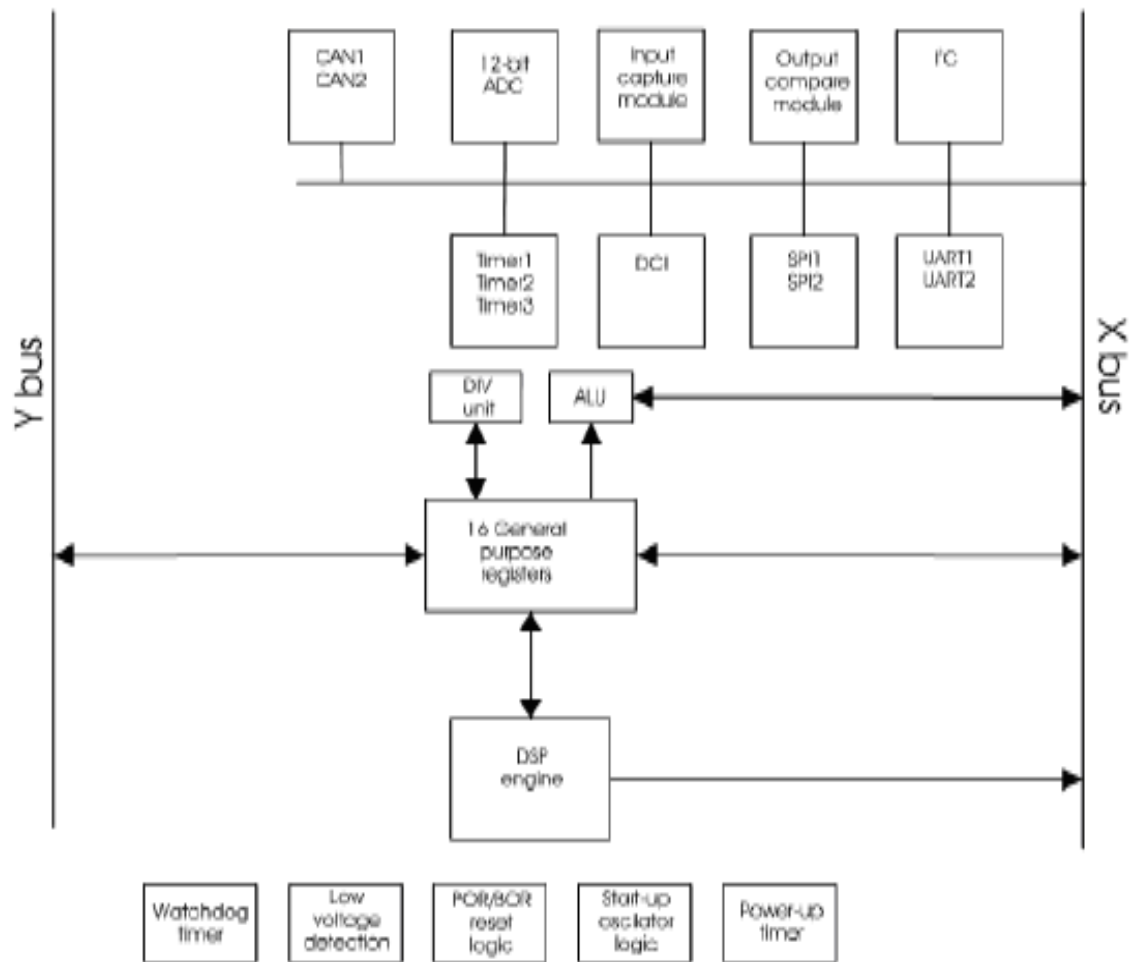 CAN1
CAN2
12-bit
ADC
Input
capture
module
Output
compare
module
I²C
Timer1
Timer2
Timer3
DCI
SPI1
SPI2
UART1
UART2
Y bus
X bus
DIV
unit
ALU
16 General
purpose
registers
DSP
engine
Watchdog
timer
Low
voltage
detection
POR/BOR
reset
logic
Start-up
oscilator
logic
Power-up
timer